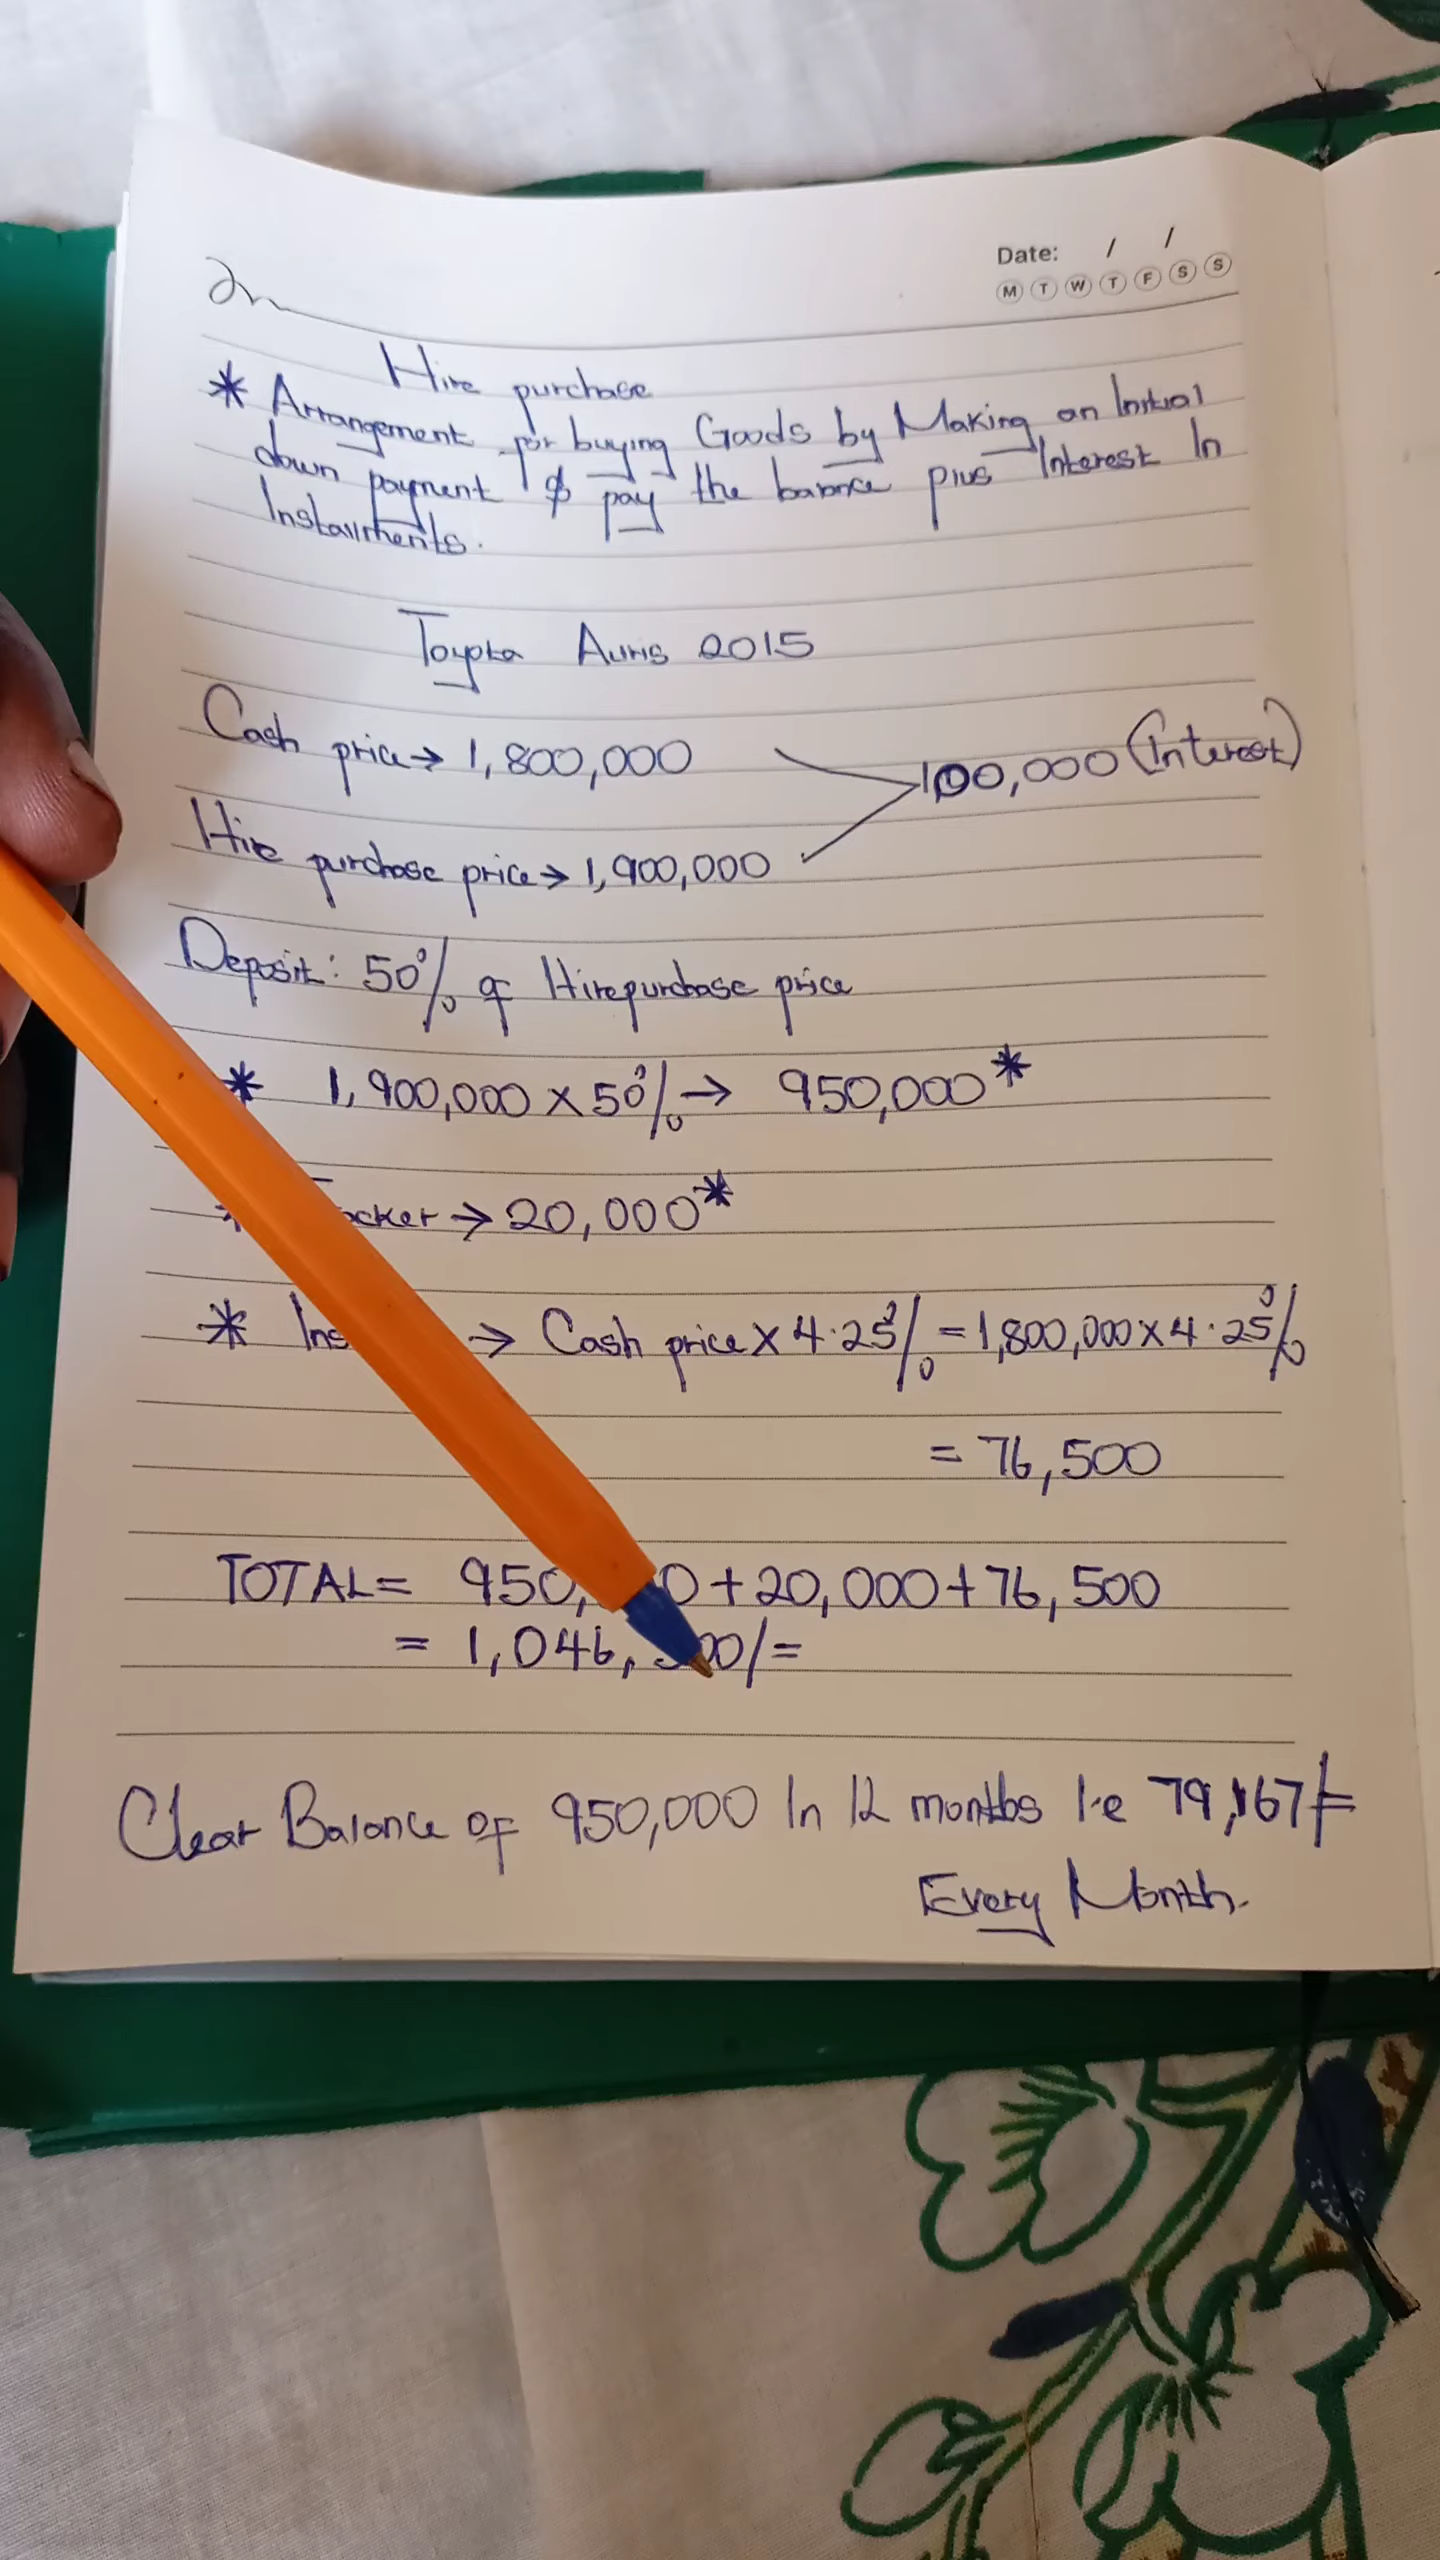 Date: / /
M T W T F S S
Hire purchase
* Arrangement for buying Goods by Making an Initial
down payment & pay the balance plus Interest In
Installments.
Toyota Auris 2015
Cash price → 1,800,000
100,000 (Interest)
Hire purchase price → 1,900,000
Deposit: 50% of Hirepurchase price
* 1,900,000 x 50% → 950,000*
* → 20,000*
* → Cash price x 4.25% = 1,800,000 x 4.25%
= 76,500
TOTAL = + 20,000 + 76,500
= /=
Clear Balance of 950,000 In 12 months I.e 79,167/=
Every Month.